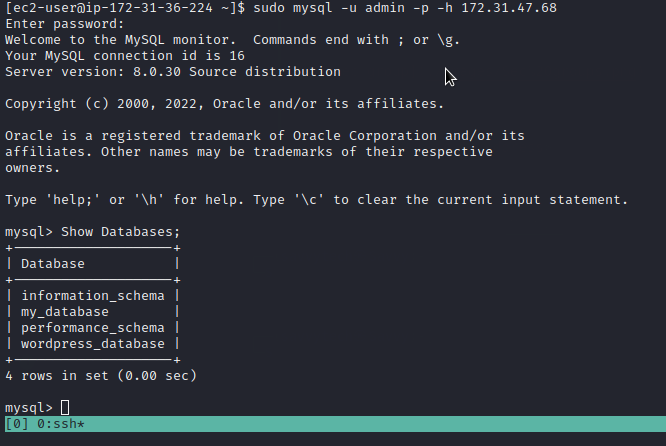 [ec2-user@ip-172-31-36-224 ~]$ sudo mysql -u admin -p -h 172.31.47.68
Enter password:
Welcome to the MySQL monitor.  Commands end with ; or \g.
Your MySQL connection id is 16
Server version: 8.0.30 Source distribution
Copyright (c) 2000, 2022, Oracle and/or its affiliates.
Oracle is a registered trademark of Oracle Corporation and/or its
affiliates. Other names may be trademarks of their respective
owners.
Type 'help;' or '\h' for help. Type '\c' to clear the current input statement.
mysql> Show Databases;
+--------------------+
| Database           |
+--------------------+
| information_schema |
| my_database        |
| performance_schema |
| wordpress_database |
+--------------------+
4 rows in set (0.00 sec)
mysql>
[0] 0:ssh*